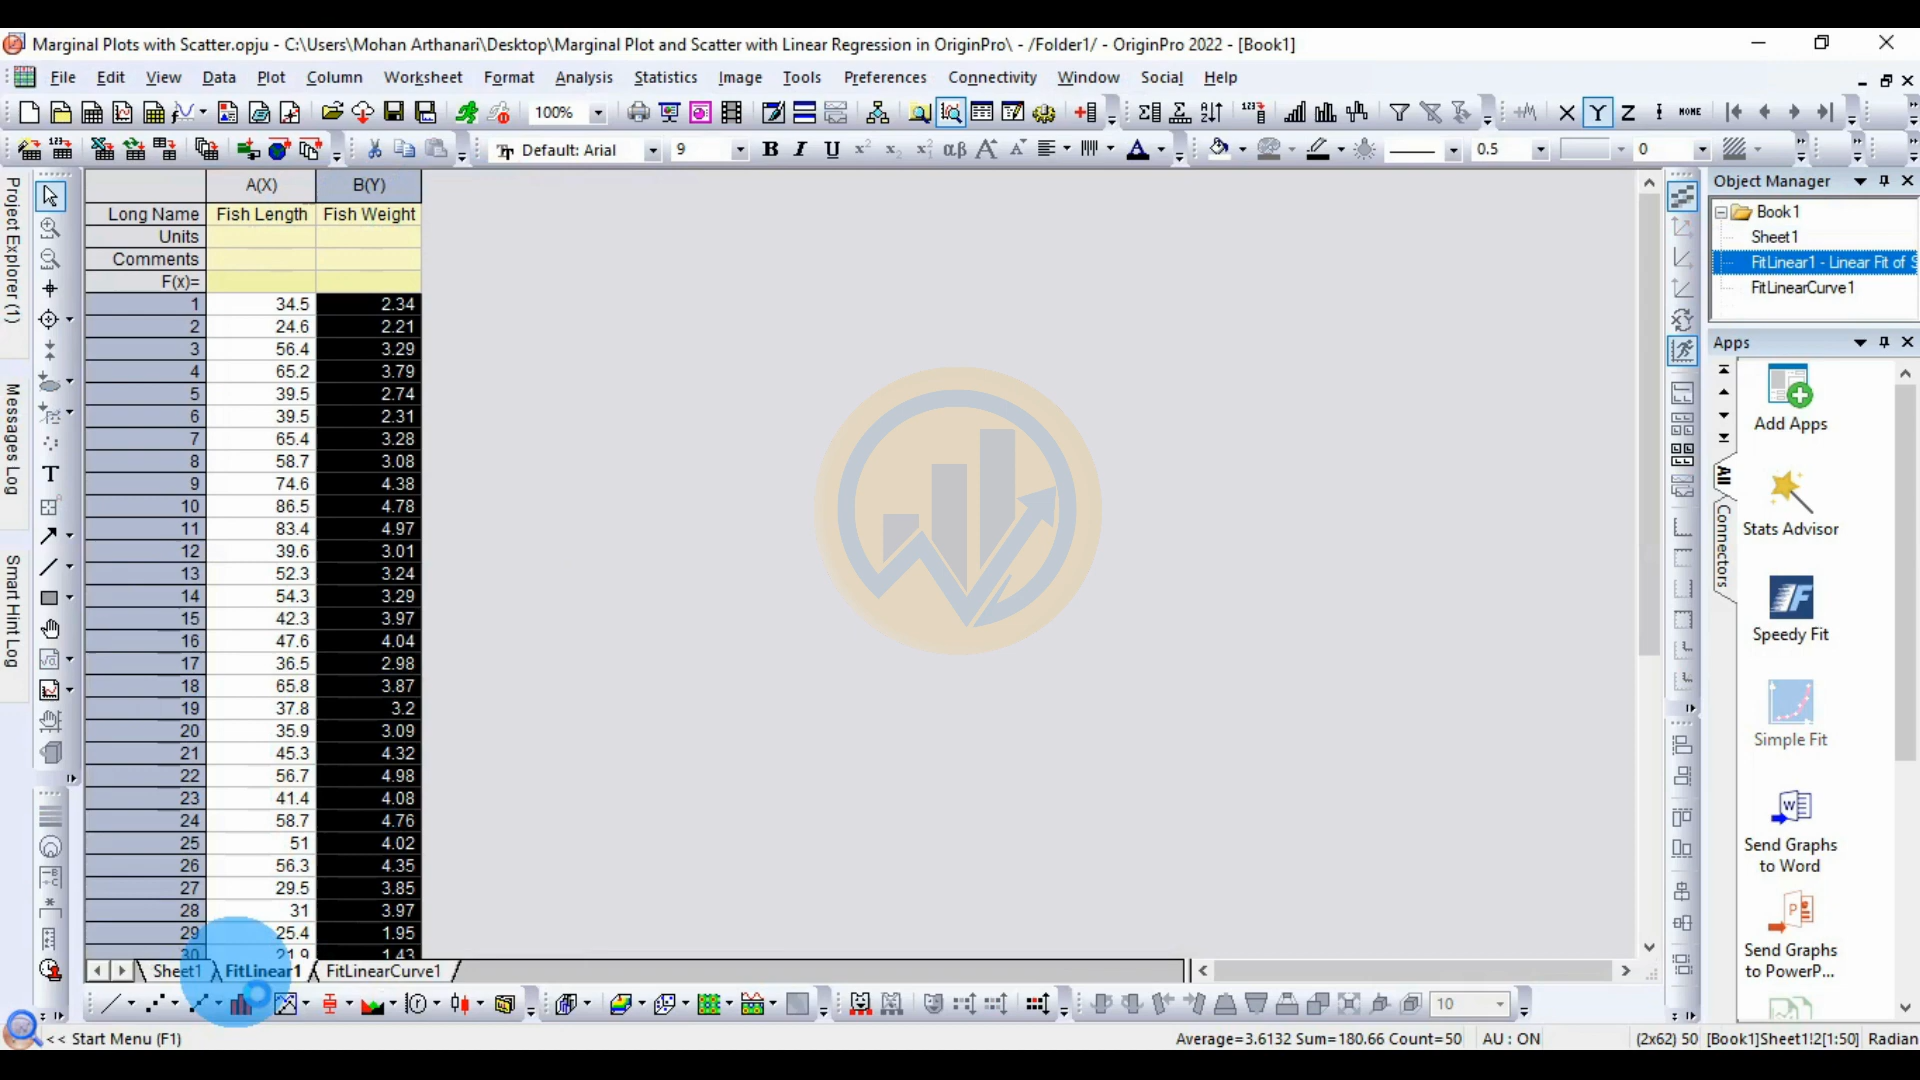 Marginal Plots with Scatter.opju - C:\Users\Mohan Arthanari\Desktop\Marginal Plot and Scatter with Linear Regression in OriginPro\ - /Folder1/ - OriginPro 2022 - [Book1]
File Edit View Data Plot Column Worksheet Format Analysis Statistics Image Tools Preferences Connectivity Window Social Help
100%
X Y Z
NONE
Default: Arial 9 B I U 0.5 0
Project Explorer (1)
Messages Log
Smart Hint Log
A(X) B(Y)
Long Name Fish Length Fish Weight
Units
Comments
F(x)=
1 34.5 2.34
2 24.6 2.21
3 56.4 3.29
4 65.2 3.79
5 39.5 2.74
6 39.5 2.31
7 65.4 3.28
8 58.7 3.08
9 74.6 4.38
10 86.5 4.78
11 83.4 4.97
12 39.6 3.01
13 52.3 3.24
14 54.3 3.29
15 42.3 3.97
16 47.6 4.04
17 36.5 2.98
18 65.8 3.87
19 37.8 3.2
20 35.9 3.09
21 45.3 4.32
22 56.7 4.98
23 41.4 4.08
24 58.7 4.76
25 51 4.02
26 56.3 4.35
27 29.5 3.85
28 31 3.97
29 25.4 1.95
30 21.9 1.43
Sheet1 FitLinear1 FitLinearCurve1
10
Object Manager
Book1
Sheet1
FitLinear1 - Linear Fit of S
FitLinearCurve1
Apps
All
Connectors
Add Apps
Stats Advisor
Speedy Fit
Simple Fit
Send Graphs
to Word
Send Graphs
to PowerP...
<< Start Menu (F1)
Average=3.6132 Sum=180.66 Count=50 AU : ON (2x62) 50 [Book1]Sheet1!2[1:50] Radian